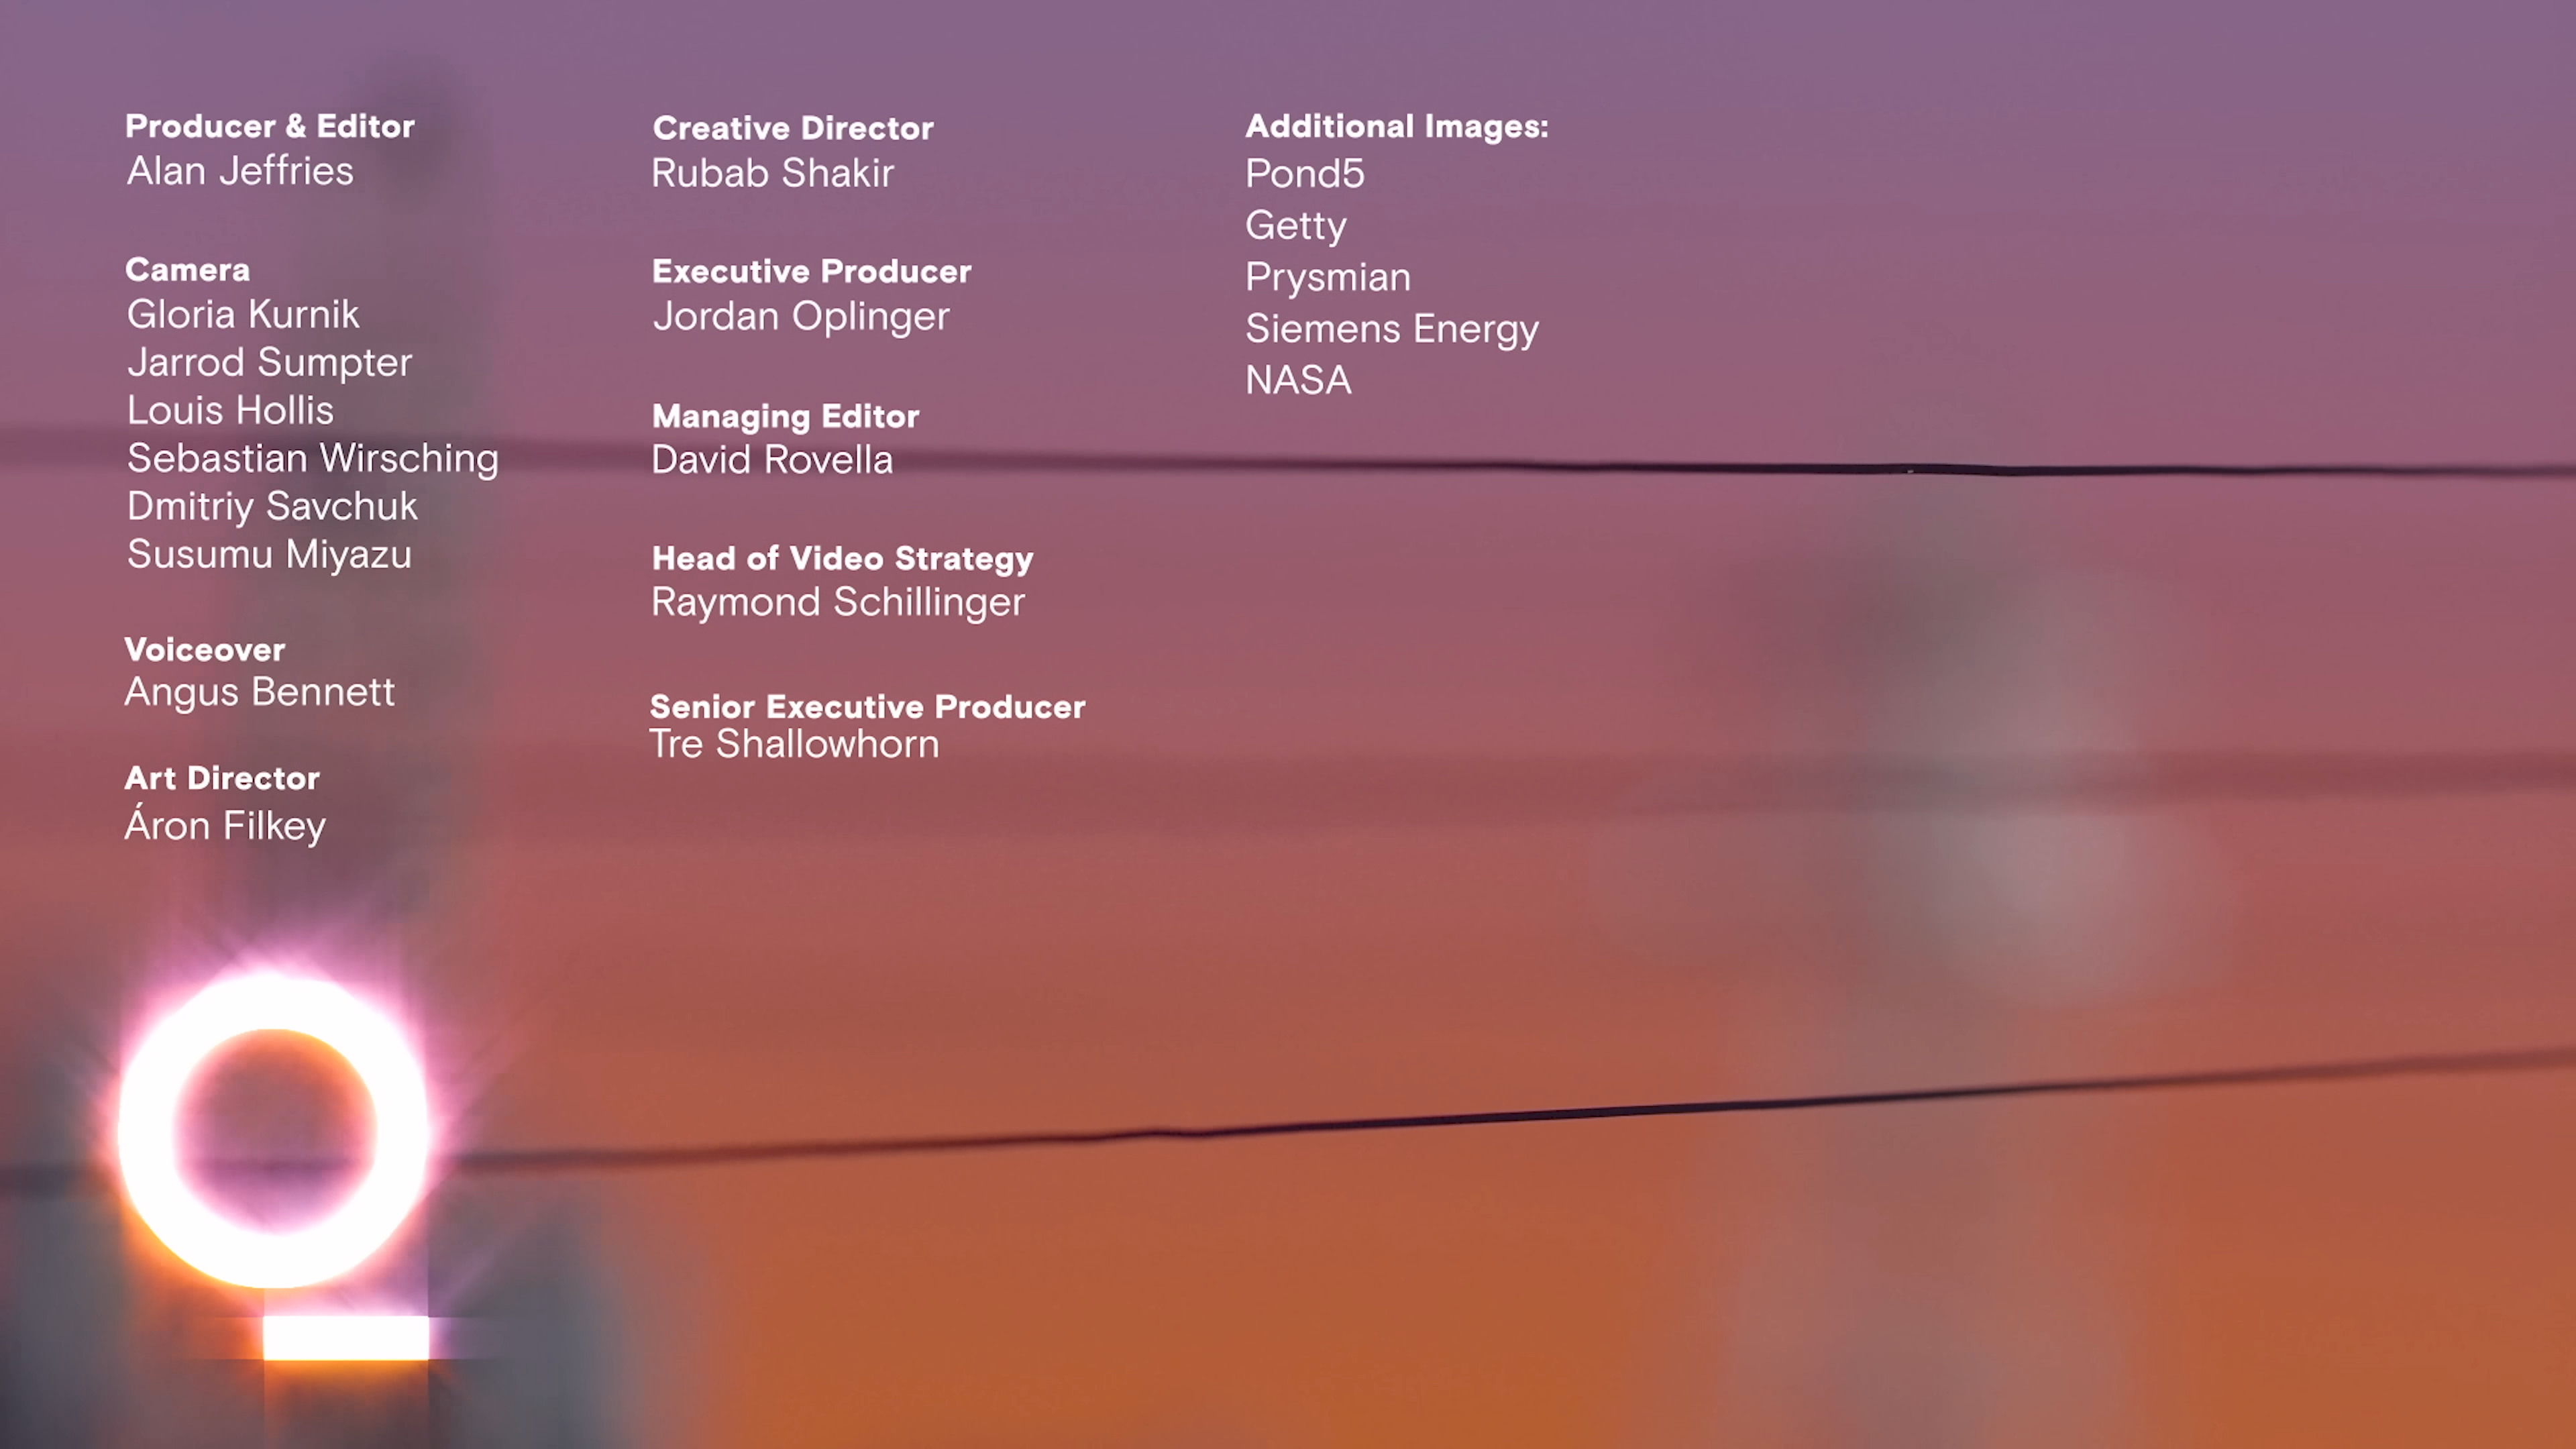 Producer & Editor
Alan Jeffries
Camera
Gloria Kurnik
Jarrod Sumpter
Louis Hollis
Sebastian Wirsching
Dmitriy Savchuk
Susumu Miyazu
Voiceover
Angus Bennett
Art Director
Áron Filkey
Creative Director
Rubab Shakir
Executive Producer
Jordan Oplinger
Managing Editor
David Rovella
Head of Video Strategy
Raymond Schillinger
Senior Executive Producer
Tre Shallowhorn
Additional Images:
Pond5
Getty
Prysmian
Siemens Energy
NASA